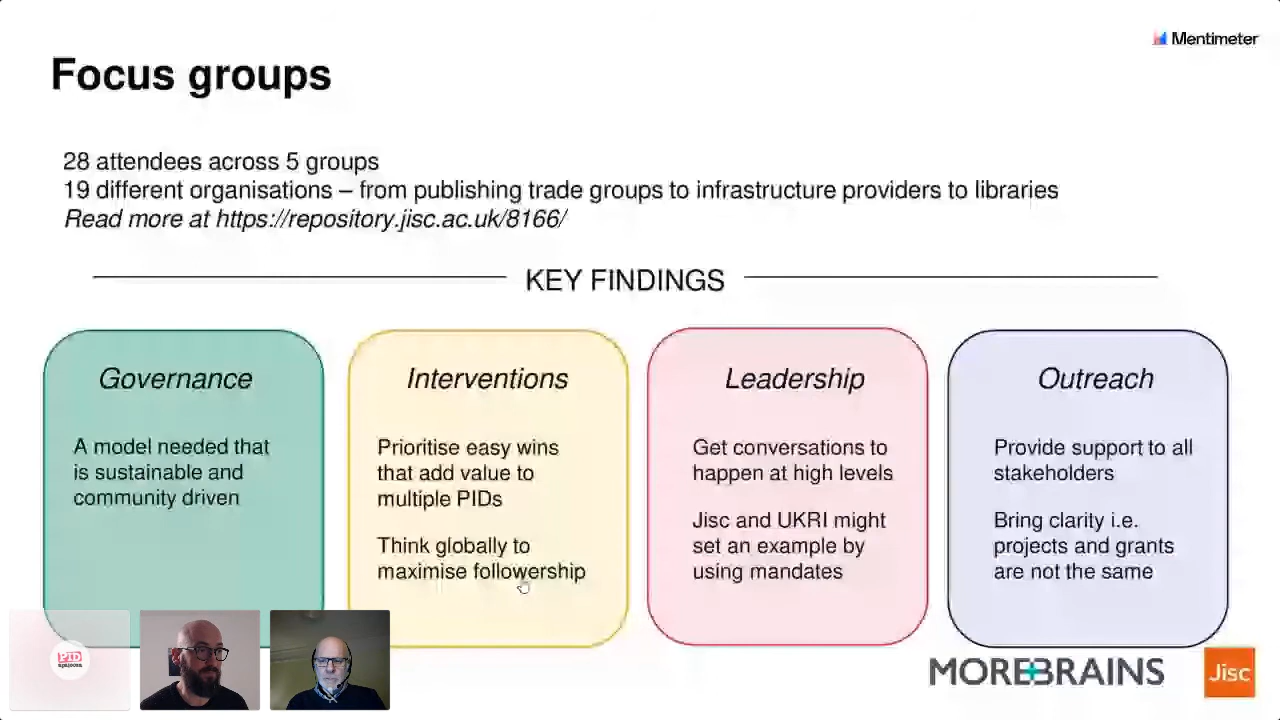 Mentimeter
Focus groups
28 attendees across 5 groups
19 different organisations – from publishing trade groups to infrastructure providers to libraries
Read more at https://repository.jisc.ac.uk/8166/
KEY FINDINGS
Governance
A model needed that
is sustainable and
community driven
Interventions
Prioritise easy wins
that add value to
multiple PIDs
Think globally to
maximise followership
Leadership
Get conversations to
happen at high levels
Jisc and UKRI might
set an example by
using mandates
Outreach
Provide support to all
stakeholders
Bring clarity i.e.
projects and grants
are not the same
PID
MOREBRAINS
Jisc